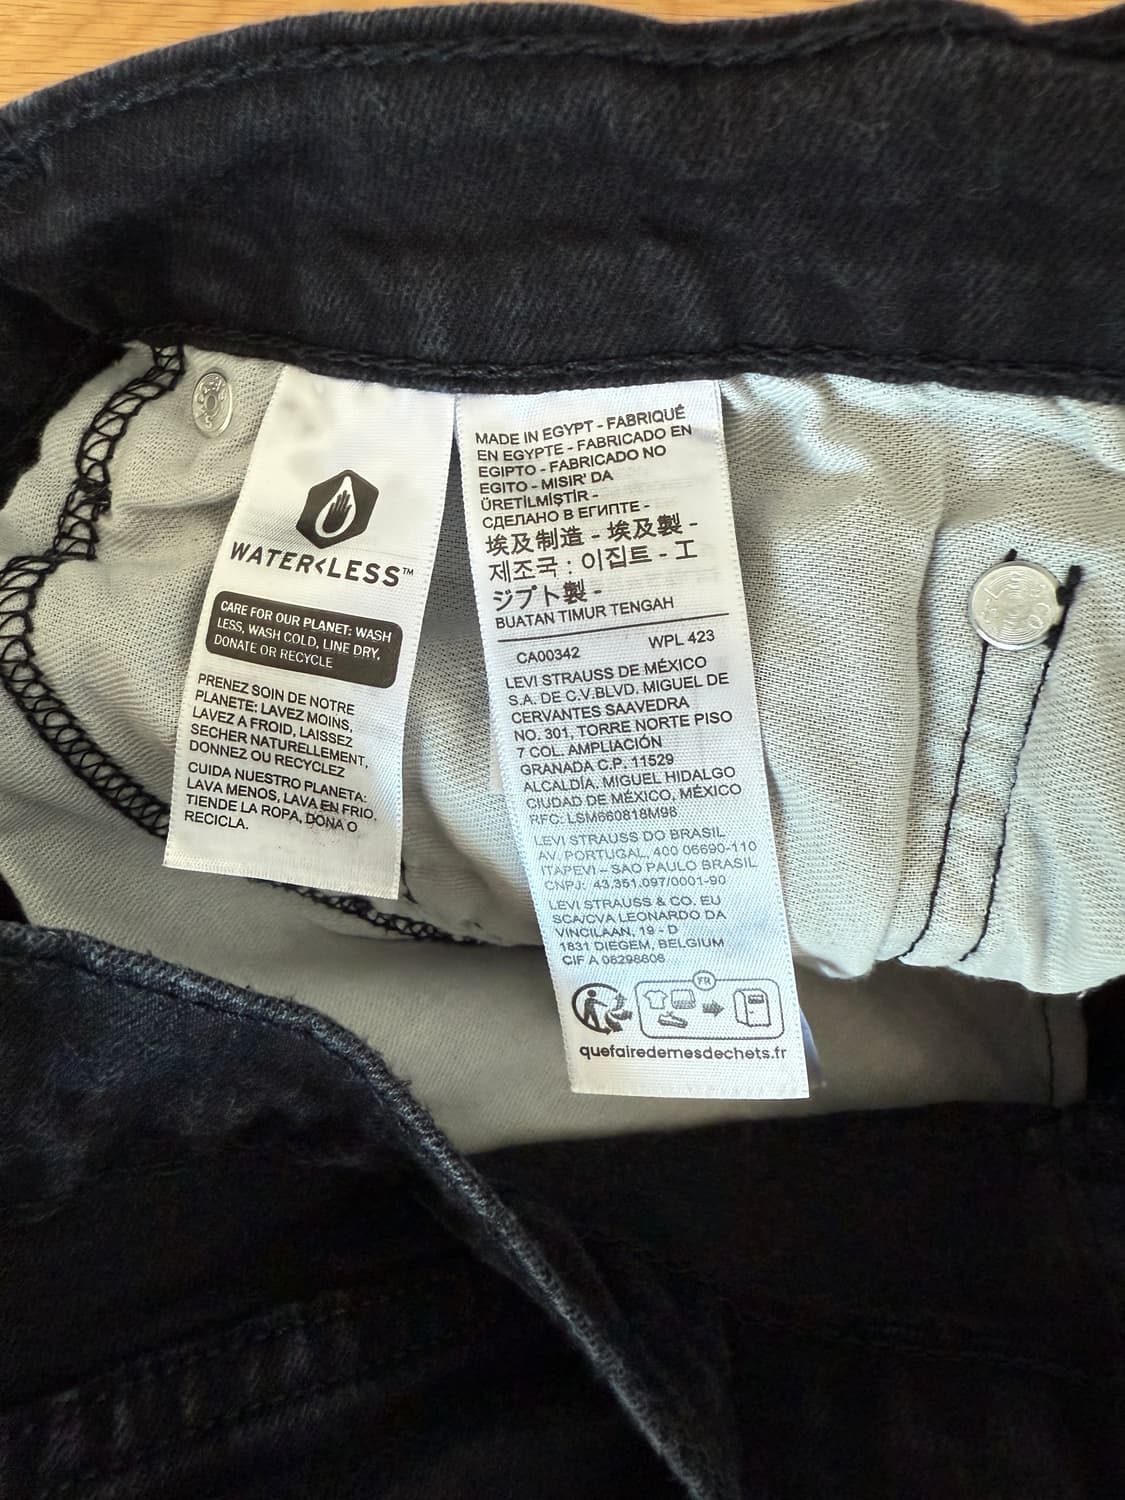 WATER<LESS™
CARE FOR OUR PLANET: WASH
LESS, WASH COLD, LINE DRY,
DONATE OR RECYCLE
PRENEZ SOIN DE NOTRE
PLANETE: LAVEZ MOINS,
LAVEZ A FROID, LAISSEZ
SECHER NATURELLEMENT,
DONNEZ OU RECYCLEZ
CUIDA NUESTRO PLANETA:
LAVA MENOS, LAVA EN FRIO,
TIENDE LA ROPA, DONA O
RECICLA.
MADE IN EGYPT - FABRIQUÉ
EN EGYPTE - FABRICADO EN
EGIPTO - FABRICADO NO
EGITO - MISIR' DA
ÜRETİLMİŞTİR -
СДЕЛАНО В ЕГИПТЕ -
埃及制造 - 埃及製 -
제조국 : 이집트 - エ
ジプト製 -
BUATAN TIMUR TENGAH
CA00342 WPL 423
LEVI STRAUSS DE MÉXICO
S.A. DE C.V.BLVD. MIGUEL DE
CERVANTES SAAVEDRA
NO. 301, TORRE NORTE PISO
7 COL. AMPLIACIÓN
GRANADA C.P. 11529
ALCALDÍA. MIGUEL HIDALGO
CIUDAD DE MÉXICO, MÉXICO
RFC: LSM660818M96
LEVI STRAUSS DO BRASIL
AV. PORTUGAL, 400 06690-110
ITAPEVI – SAO PAULO BRASIL
CNPJ: 43.351.097/0001-90
LEVI STRAUSS & CO. EU
SCA/CVA LEONARDO DA
VINCILAAN, 19 - D
1831 DIEGEM, BELGIUM
CIF A 08298808
FR
quefairedemesdechets.fr